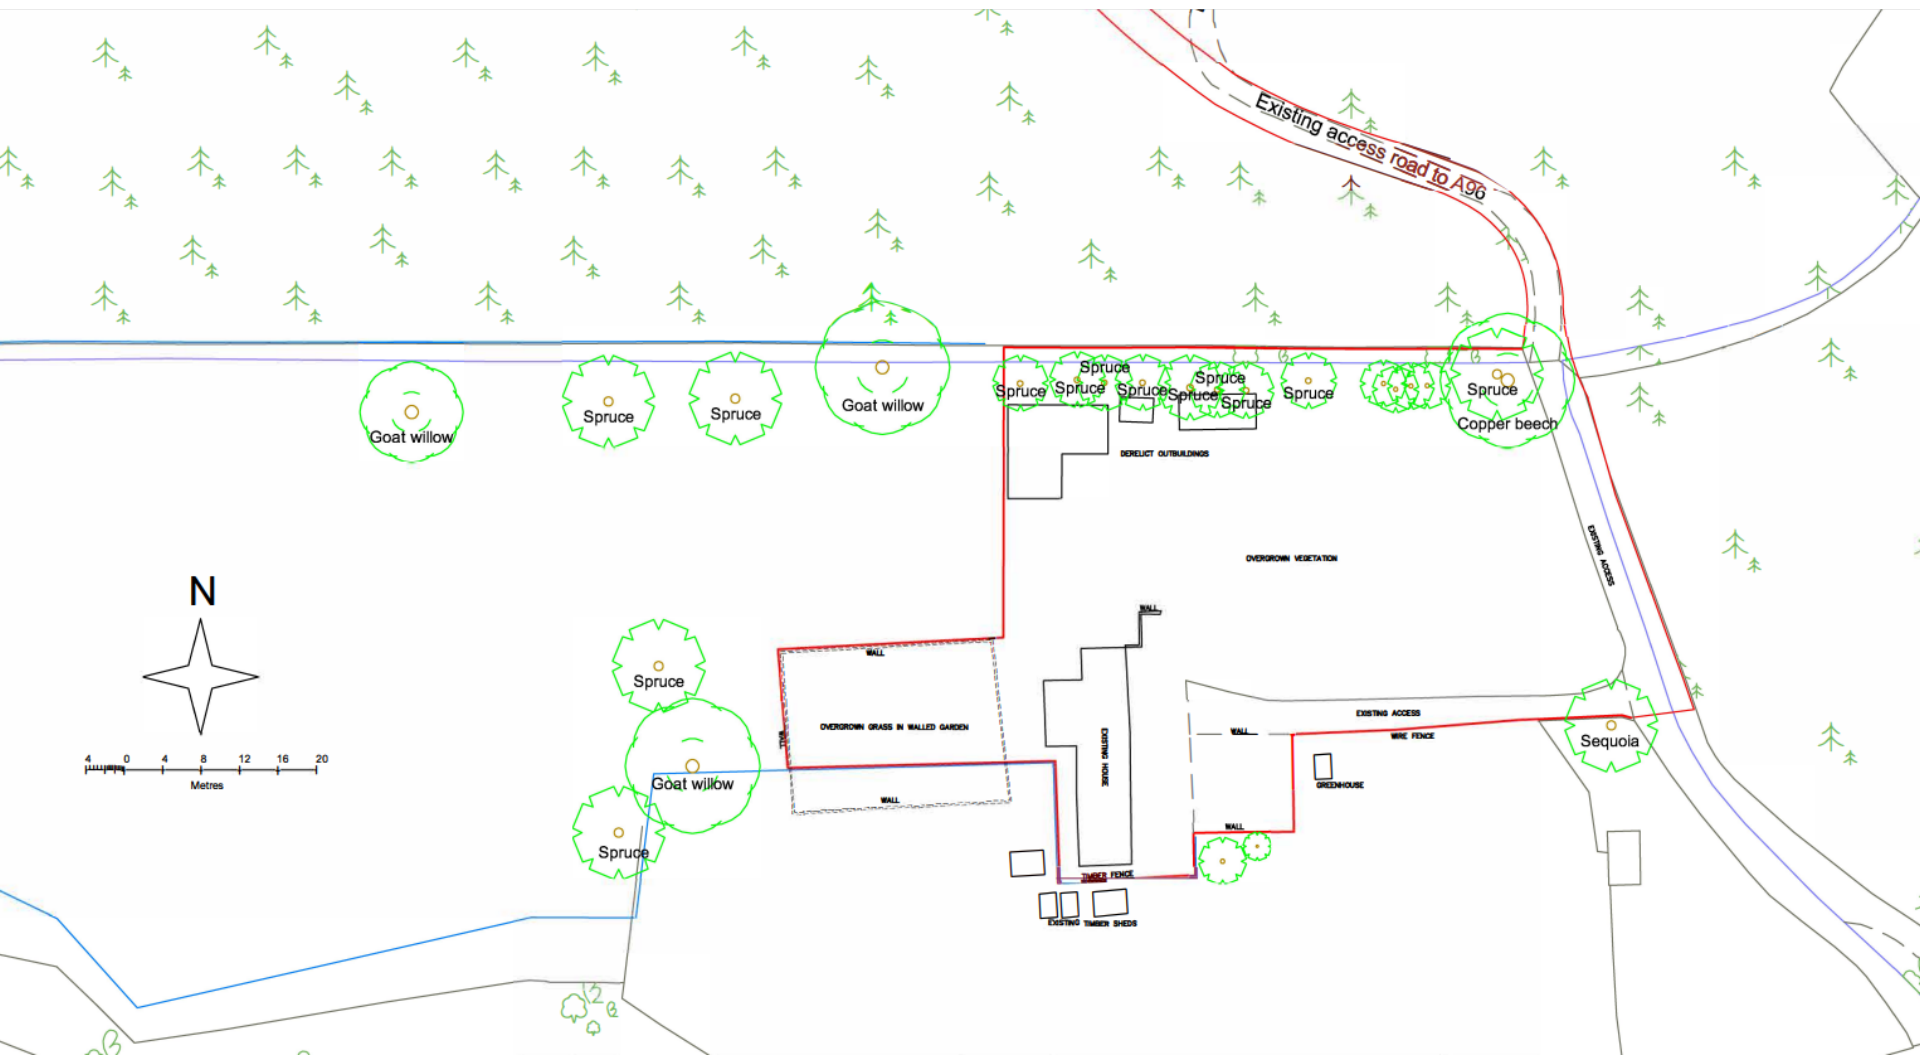 Existing access road to A96
Spruce
Spruce
Spruce
Spruce
Spruce
Spruce
Spruce
Spruce
Spruce
Copper beech
Goat willow
Spruce
Spruce
Goat willow
DERELICT OUTBUILDINGS
EXISTING ACCESS
OVERGROWN VEGETATION
N
WALL
WALL
Spruce
OVERGROWN GRASS IN WALLED GARDEN
WALL
EXISTING HOUSE
EXISTING ACCESS
WALL
WIRE FENCE
Sequoia
4 0 4 8 12 16 20
Metres
Goat willow
WALL
GREENHOUSE
WALL
Spruce
TIMBER FENCE
EXISTING TIMBER SHEDS